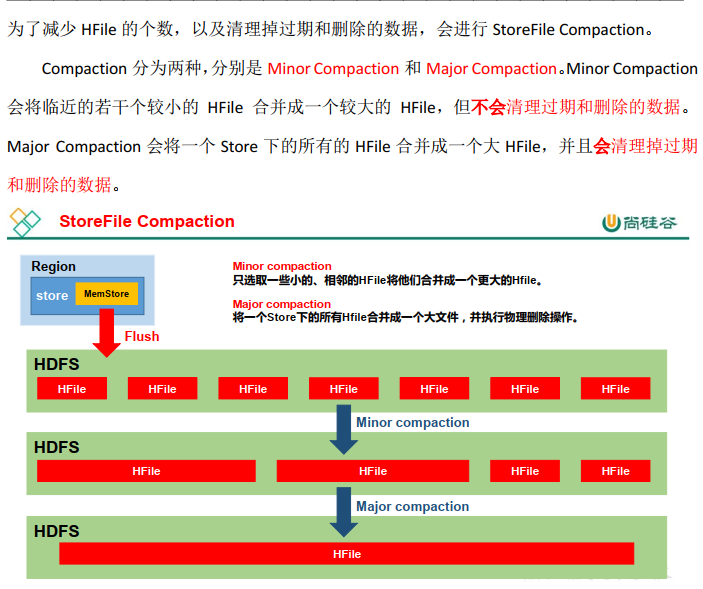 为了减少 HFile 的个数，以及清理掉过期和删除的数据，会进行 StoreFile Compaction。
Compaction 分为两种，分别是 Minor Compaction 和 Major Compaction。Minor Compaction
会将临近的若干个较小的 HFile 合并成一个较大的 HFile，但不会清理过期和删除的数据。
Major Compaction 会将一个 Store 下的所有的 HFile 合并成一个大 HFile，并且会清理掉过期
和删除的数据。
StoreFile Compaction
尚硅谷
Region
store
MemStore
Minor compaction
只选取一些小的、相邻的HFile将他们合并成一个更大的Hfile。
Major compaction
将一个Store下的所有Hfile合并成一个大文件，并执行物理删除操作。
Flush
HDFS
HFile HFile HFile HFile HFile HFile HFile
Minor compaction
HDFS
HFile HFile HFile HFile
Major compaction
HDFS
HFile